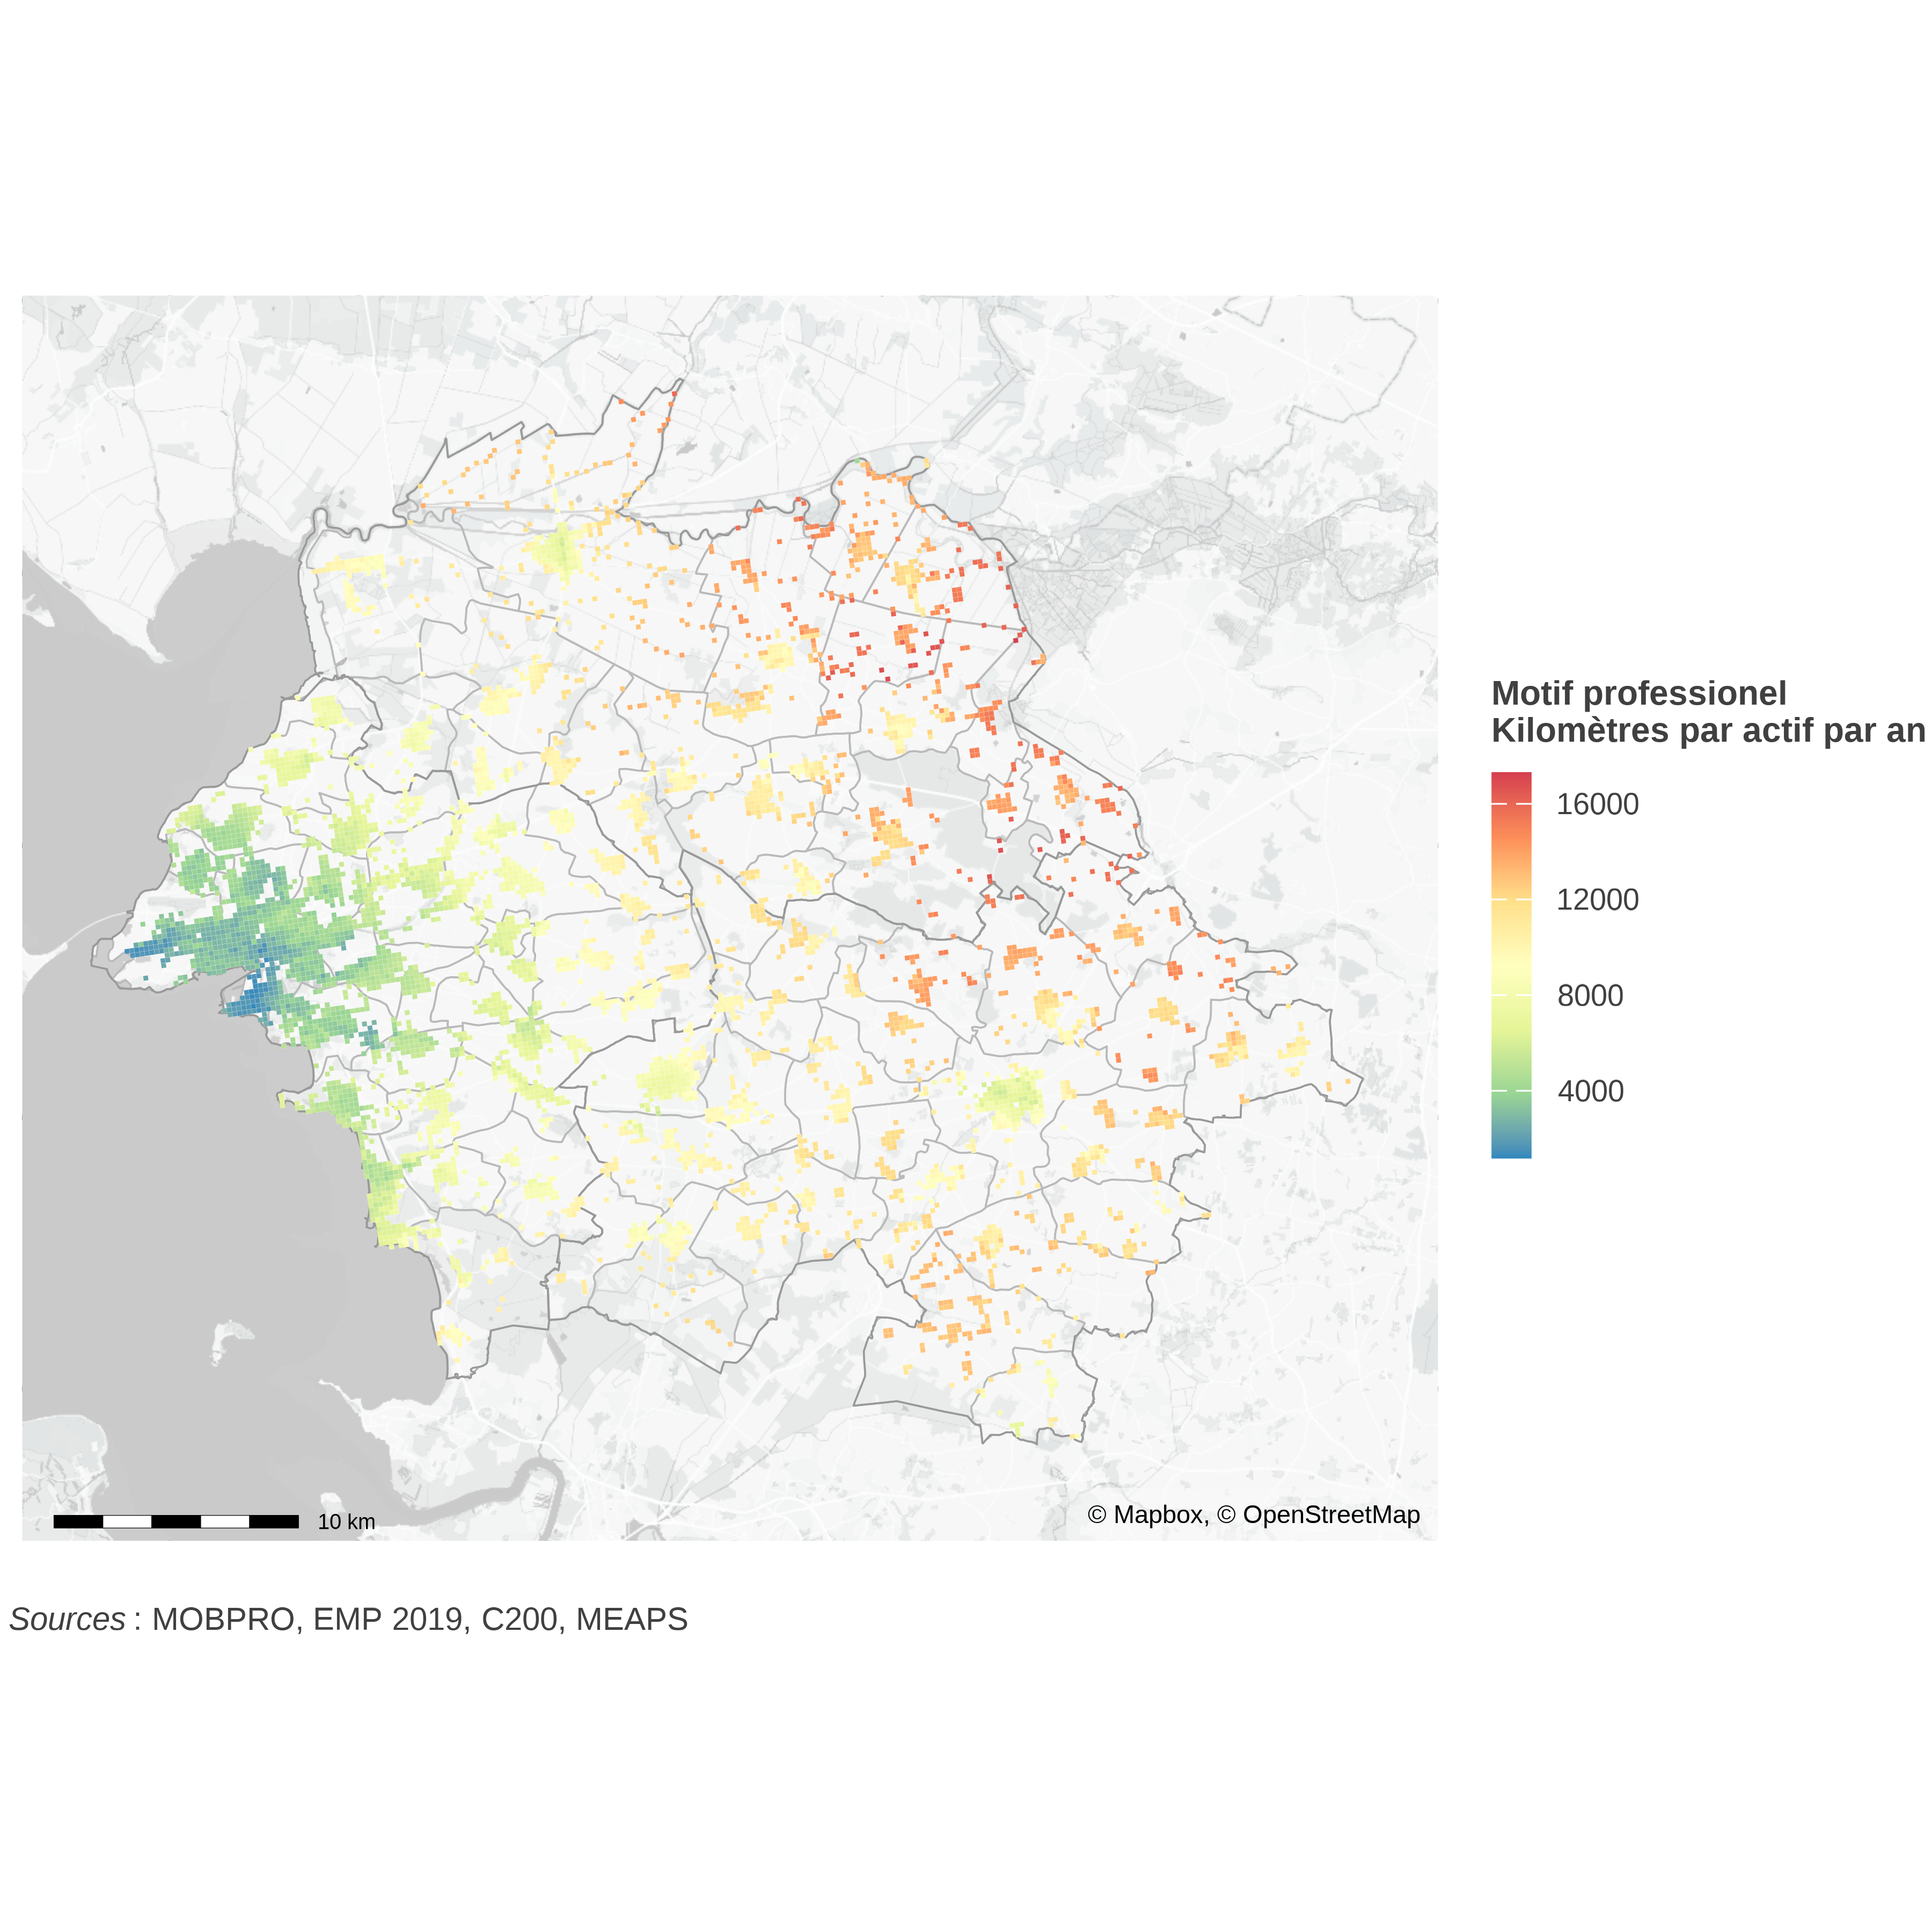 Motif professionel
Kilomètres par actif par an
16000
12000
8000
4000
10 km
© Mapbox, © OpenStreetMap
Sources : MOBPRO, EMP 2019, C200, MEAPS